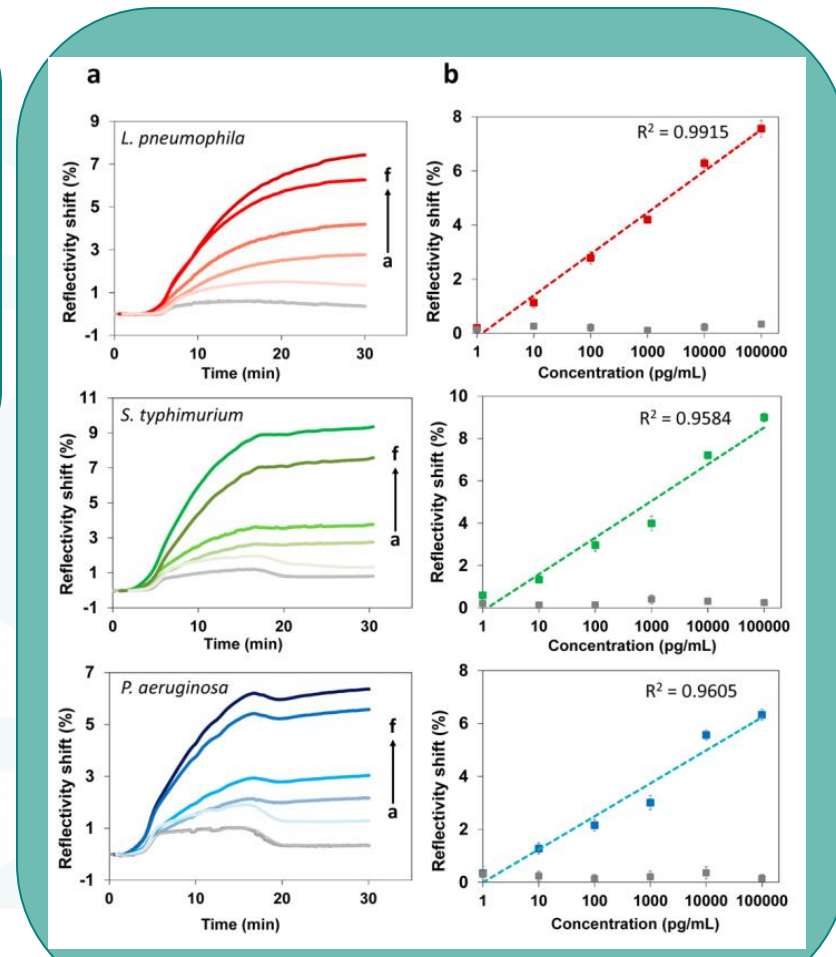 a
b
L. pneumophila
9
7
5
3
1
-1
0
10
20
30
Reflectivity shift (%)
Time (min)
f
a
R² = 0.9915
8
6
4
2
0
1
10
100
1000
10000
100000
Reflectivity shift (%)
Concentration (pg/mL)
S. typhimurium
11
9
7
5
3
1
-1
0
10
20
30
Reflectivity shift (%)
Time (min)
f
a
R² = 0.9584
10
8
6
4
2
0
1
10
100
1000
10000
100000
Reflectivity shift (%)
Concentration (pg/mL)
P. aeruginosa
7
5
3
1
-1
0
10
20
30
Reflectivity shift (%)
Time (min)
f
a
R² = 0.9605
8
6
4
2
0
1
10
100
1000
10000
100000
Reflectivity shift (%)
Concentration (pg/mL)